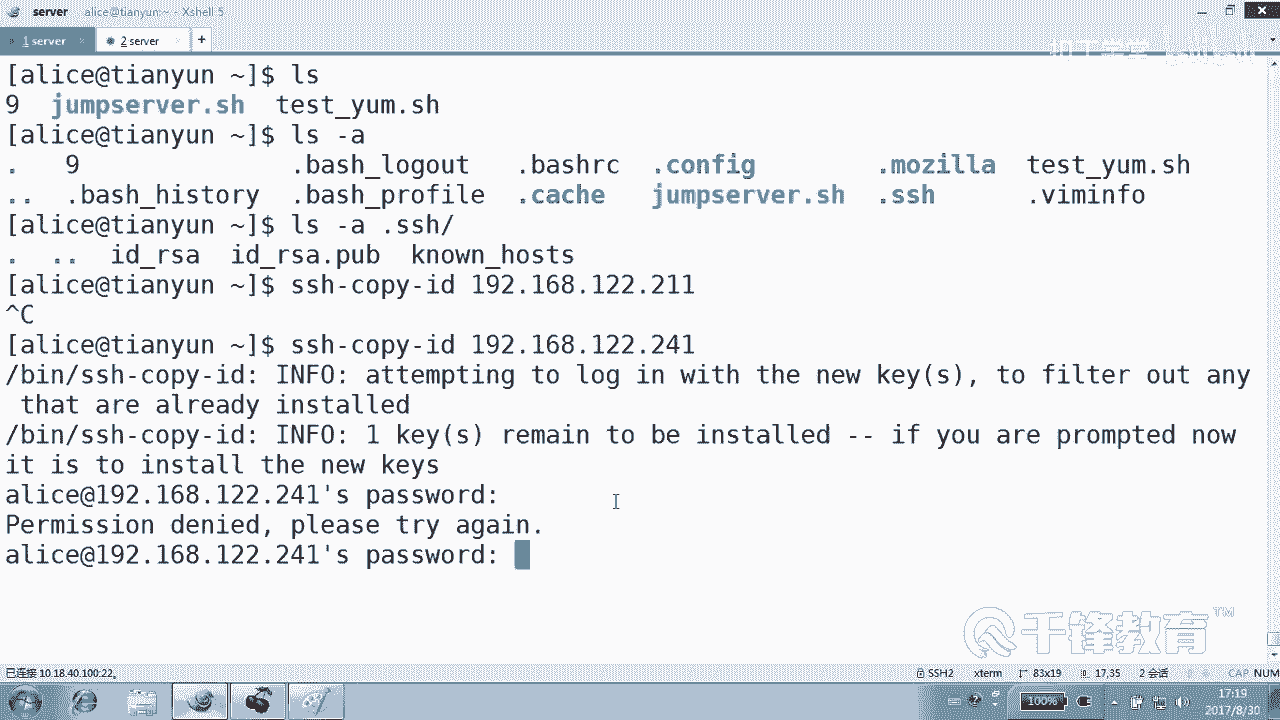 server alice@tianyun:~ - Xshell 5
1 server 2 server +
[alice@tianyun ~]$ ls
9 jumpserver.sh test_yum.sh
[alice@tianyun ~]$ ls -a
. 9 .bash_logout .bashrc .config .mozilla test_yum.sh
.. .bash_history .bash_profile .cache jumpserver.sh .ssh .viminfo
[alice@tianyun ~]$ ls -a .ssh/
. .. id_rsa id_rsa.pub known_hosts
[alice@tianyun ~]$ ssh-copy-id 192.168.122.211
^C
[alice@tianyun ~]$ ssh-copy-id 192.168.122.241
/bin/ssh-copy-id: INFO: attempting to log in with the new key(s), to filter out any
that are already installed
/bin/ssh-copy-id: INFO: 1 key(s) remain to be installed -- if you are prompted now
it is to install the new keys
alice@192.168.122.241's password:
Permission denied, please try again.
alice@192.168.122.241's password:
千锋教育™
已连接 10.18.40.100:22。 SSH2 xterm 83x19 17,35 2 会话 CAP NUM
100% 17:19
2017/8/30